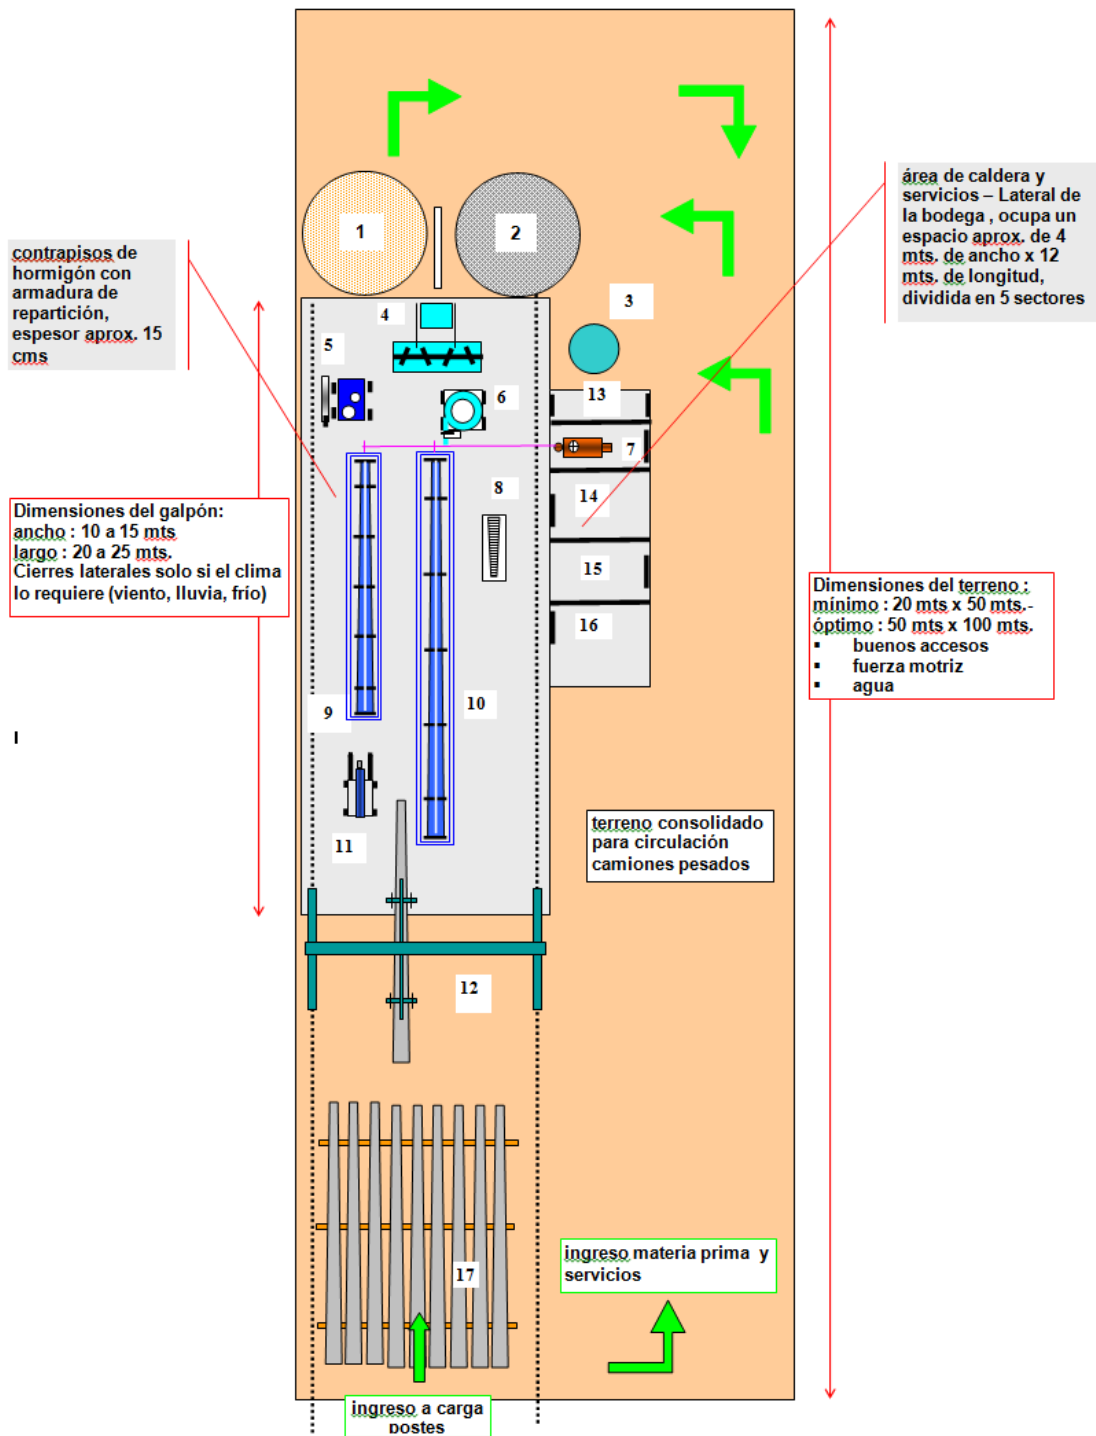 1
2
área de caldera y
servicios – Lateral de
la bodega , ocupa un
espacio aprox. de 4
mts. de ancho x 12
mts. de longitud,
dividida en 5 sectores
contrapisos de
hormigón con
armadura de
repartición,
espesor aprox. 15
cms
3
4
5
6
13
7
8
14
15
16
Dimensiones del galpón:
ancho : 10 a 15 mts
largo : 20 a 25 mts.
Cierres laterales solo si el clima
lo requiere (viento, lluvia, frío)
Dimensiones del terreno :
mínimo : 20 mts x 50 mts.-
óptimo : 50 mts x 100 mts.
▪ buenos accesos
▪ fuerza motriz
▪ agua
9
10
I
11
terreno consolidado
para circulación
camiones pesados
12
17
ingreso materia prima y
servicios
ingreso a carga
postes